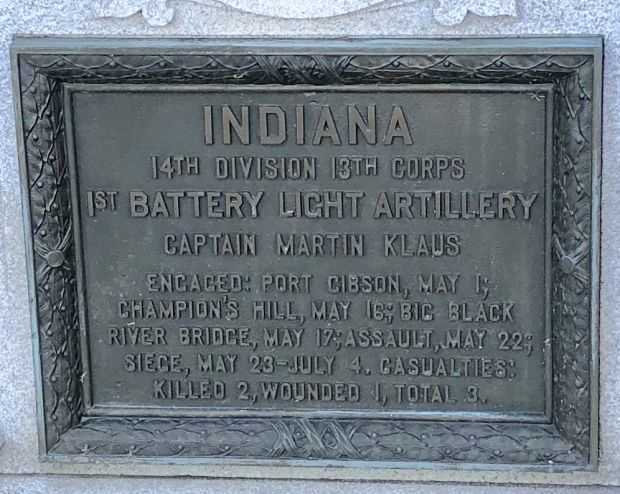 INDIANA
14TH DIVISION 13TH CORPS
1ST BATTERY LIGHT ARTILLERY
CAPTAIN MARTIN KLAUS
ENGAGED: PORT GIBSON, MAY 1;
CHAMPION'S HILL, MAY 16; BIG BLACK
RIVER BRIDGE, MAY 17; ASSAULT, MAY 22;
SIEGE, MAY 23-JULY 4. CASUALTIES:
KILLED 2, WOUNDED 1, TOTAL 3.